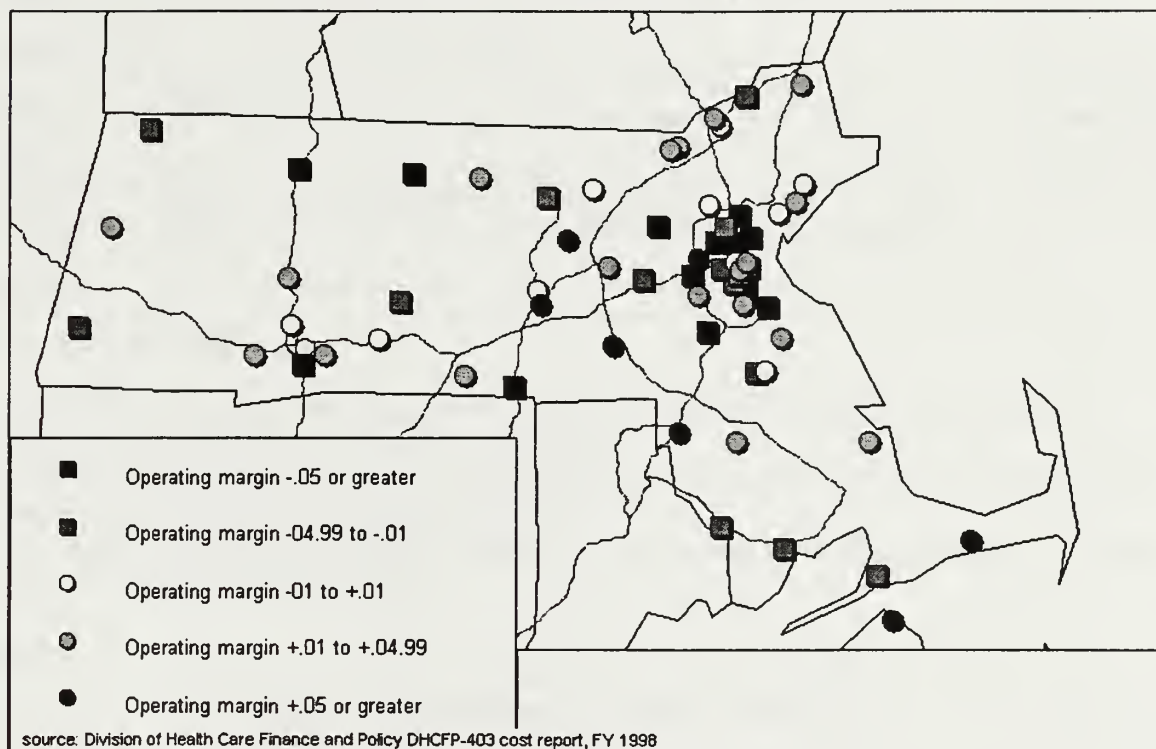 Operating margin -.05 or greater
Operating margin -04.99 to -.01
Operating margin -01 to +.01
Operating margin +.01 to +.04.99
Operating margin +.05 or greater
source: Division of Health Care Finance and Policy DHCFP-403 cost report, FY 1998